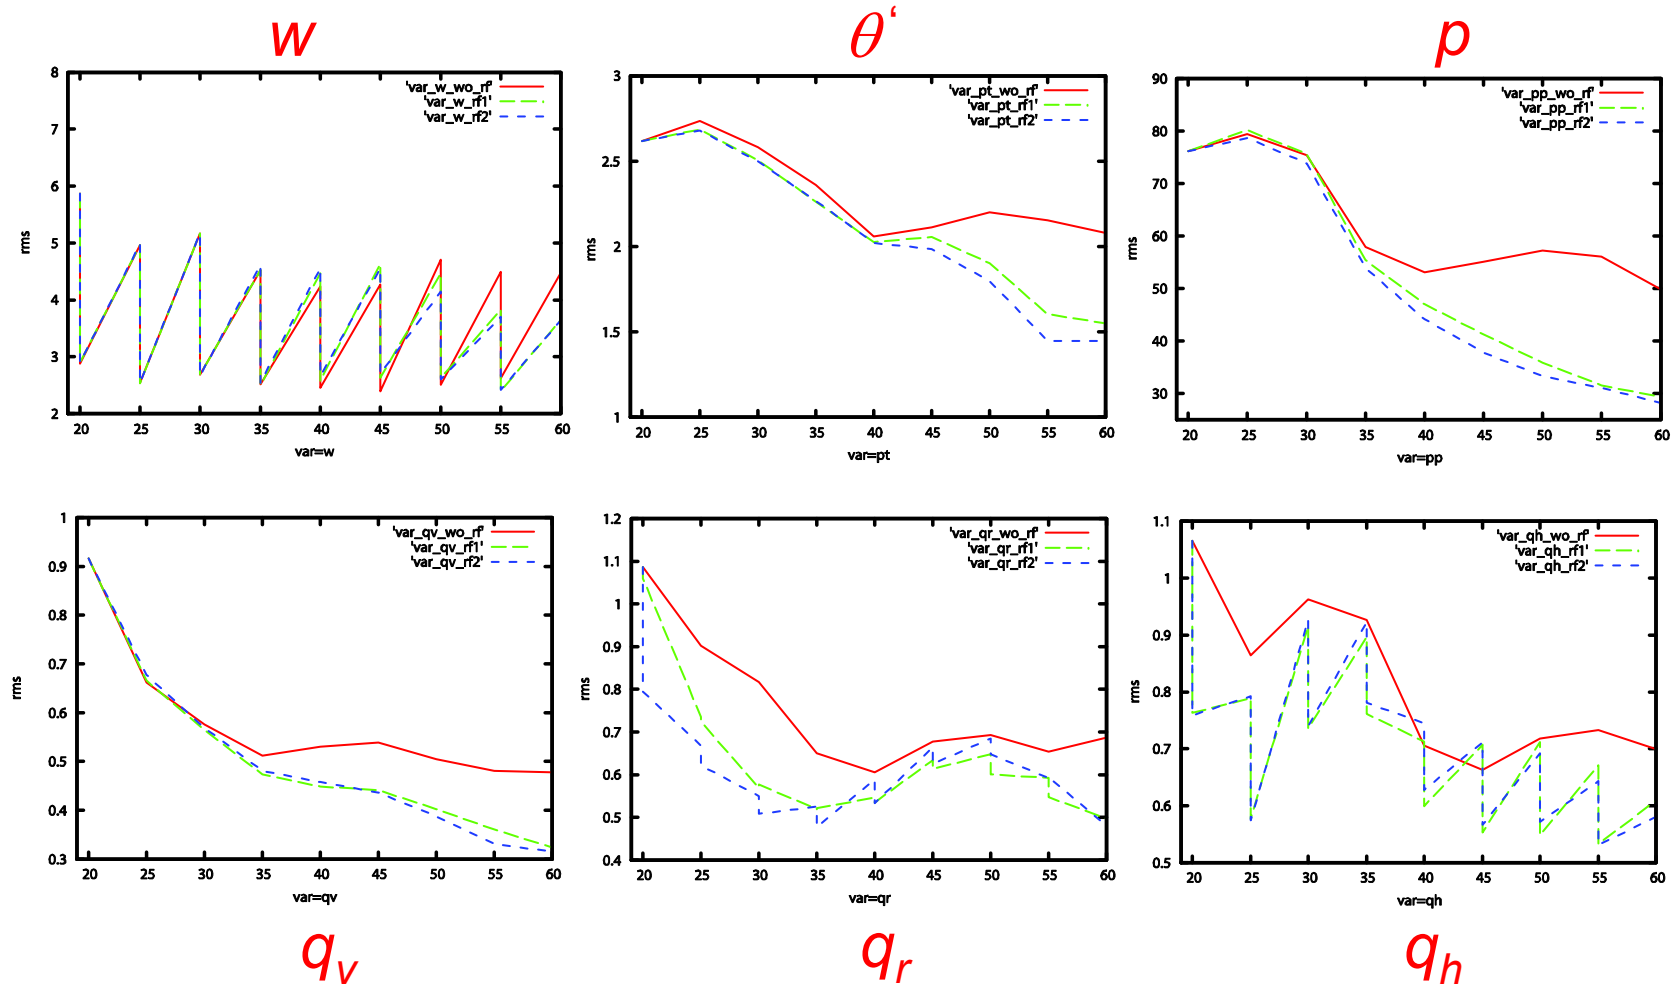 w
θ‘
p
'var_w_wo_rf'
'var_w_rf1'
'var_w_rf2'
8
7
6
5
4
3
2
rms
20 25 30 35 40 45 50 55 60
var=w
'var_pt_wo_rf'
'var_pt_rf1'
'var_pt_rf2'
3
2.5
2
1.5
1
rms
20 25 30 35 40 45 50 55 60
var=pt
'var_pp_wo_rf'
'var_pp_rf1'
'var_pp_rf2'
90
80
70
60
50
40
30
rms
20 25 30 35 40 45 50 55 60
var=pp
'var_qv_wo_rf'
'var_qv_rf1'
'var_qv_rf2'
1
0.9
0.8
0.7
0.6
0.5
0.4
0.3
rms
20 25 30 35 40 45 50 55 60
var=qv
'var_qr_wo_rf'
'var_qr_rf1'
'var_qr_rf2'
1.2
1.1
1
0.9
0.8
0.7
0.6
0.5
0.4
rms
20 25 30 35 40 45 50 55 60
var=qr
'var_qh_wo_rf'
'var_qh_rf1'
'var_qh_rf2'
1.1
1
0.9
0.8
0.7
0.6
0.5
rms
20 25 30 35 40 45 50 55 60
var=qh
qv
qr
qh